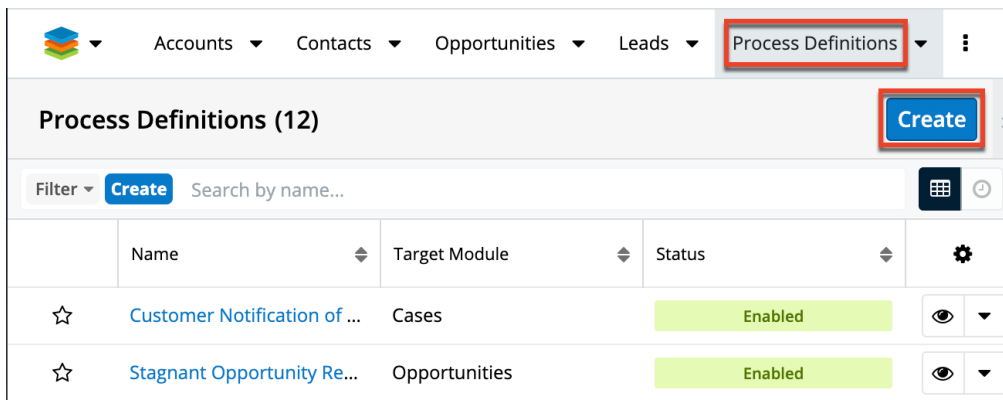 Accounts Contacts Opportunities Leads Process Definitions
Process Definitions (12) Create
Filter Create Search by name...
Name Target Module Status
Customer Notification of ... Cases Enabled
Stagnant Opportunity Re... Opportunities Enabled